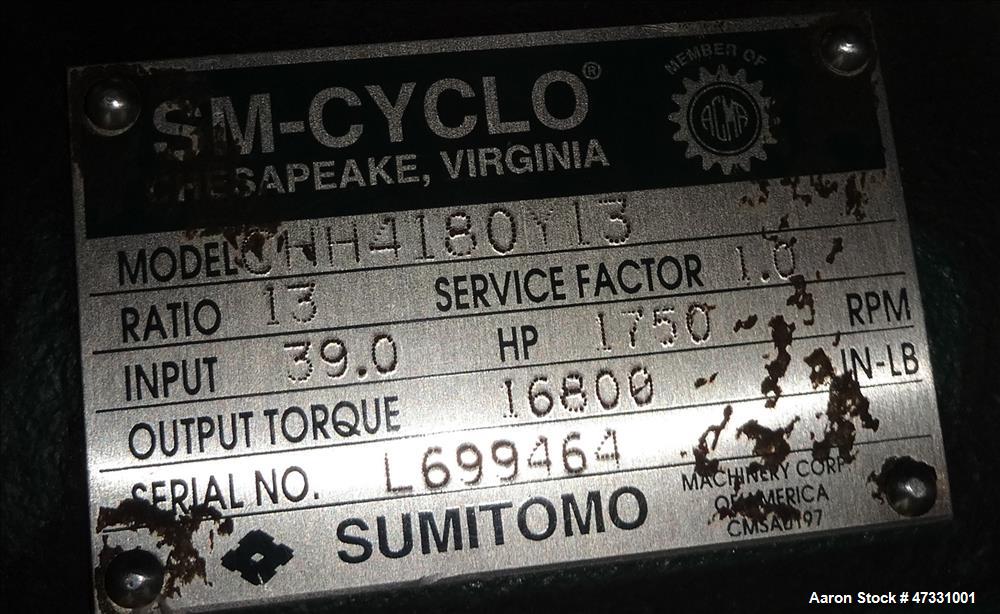 SM-CYCLO®
CHESAPEAKE, VIRGINIA
MEMBER OF
AGMA
MODEL CHH4180Y13
RATIO 13 SERVICE FACTOR 1.0
INPUT 39.0 HP 1750 RPM
OUTPUT TORQUE 16800 IN-LB
SERIAL NO. L699464
SUMITOMO
MACHINERY CORP
OF AMERICA
Aaron Stock # 47331001